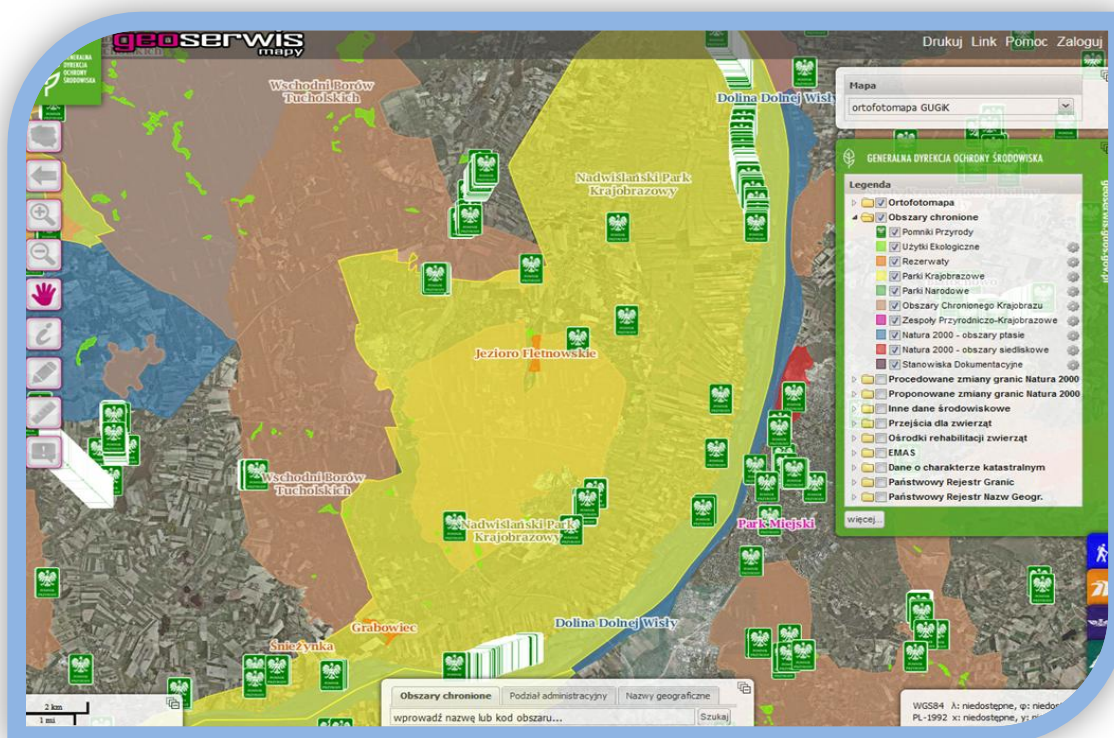 geoserwis
mapy
GENERALNA
DYREKCJA
OCHRONY
ŚRODOWISKA
Drukuj Link Pomoc Zaloguj
Wschodni Borów
Tucholskich
Dolina Dolnej Wisły
Mapa
ortofotomapa GUGiK
Nadwiślański Park
Krajobrazowy
GENERALNA DYREKCJA OCHRONY ŚRODOWISKA
Legenda
Ortofotomapa
Obszary chronione
Pomniki Przyrody
Użytki Ekologiczne
Rezerwaty
Parki Krajobrazowe
Parki Narodowe
Obszary Chronionego Krajobrazu
Zespoły Przyrodniczo-Krajobrazowe
Natura 2000 - obszary ptasie
Natura 2000 - obszary siedliskowe
Stanowiska Dokumentacyjne
Procedowane zmiany granic Natura 2000
Proponowane zmiany granic Natura 2000
Inne dane środowiskowe
Przejścia dla zwierząt
Ośrodki rehabilitacji zwierząt
EMAS
Dane o charakterze katastralnym
Państwowy Rejestr Granic
Państwowy Rejestr Nazw Geogr.
więcej...
Jezioro Fletnowskie
Wschodni Borów
Tucholskich
Nadwiślański Park
Krajobrazowy
Park Miejski
Grabowiec
Śnieżynka
Dolina Dolnej Wisły
2 km
1 mi
Obszary chronione Podział administracyjny Nazwy geograficzne
wprowadź nazwę lub kod obszaru... Szukaj
WGS84 λ: niedostępne, φ:
PL-1992 x: niedostępne, y: